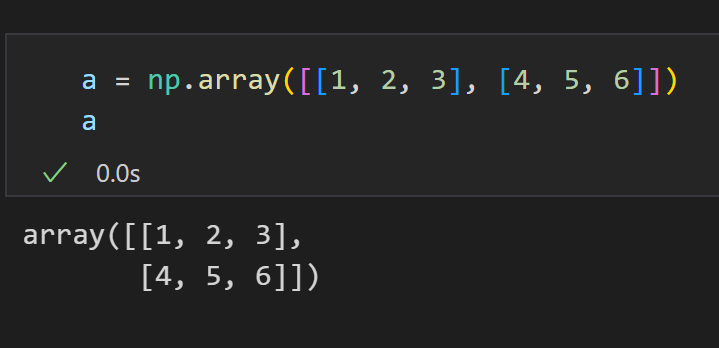 a = np.array([[1, 2, 3], [4, 5, 6]])
a
0.0s
array([[1, 2, 3],
       [4, 5, 6]])